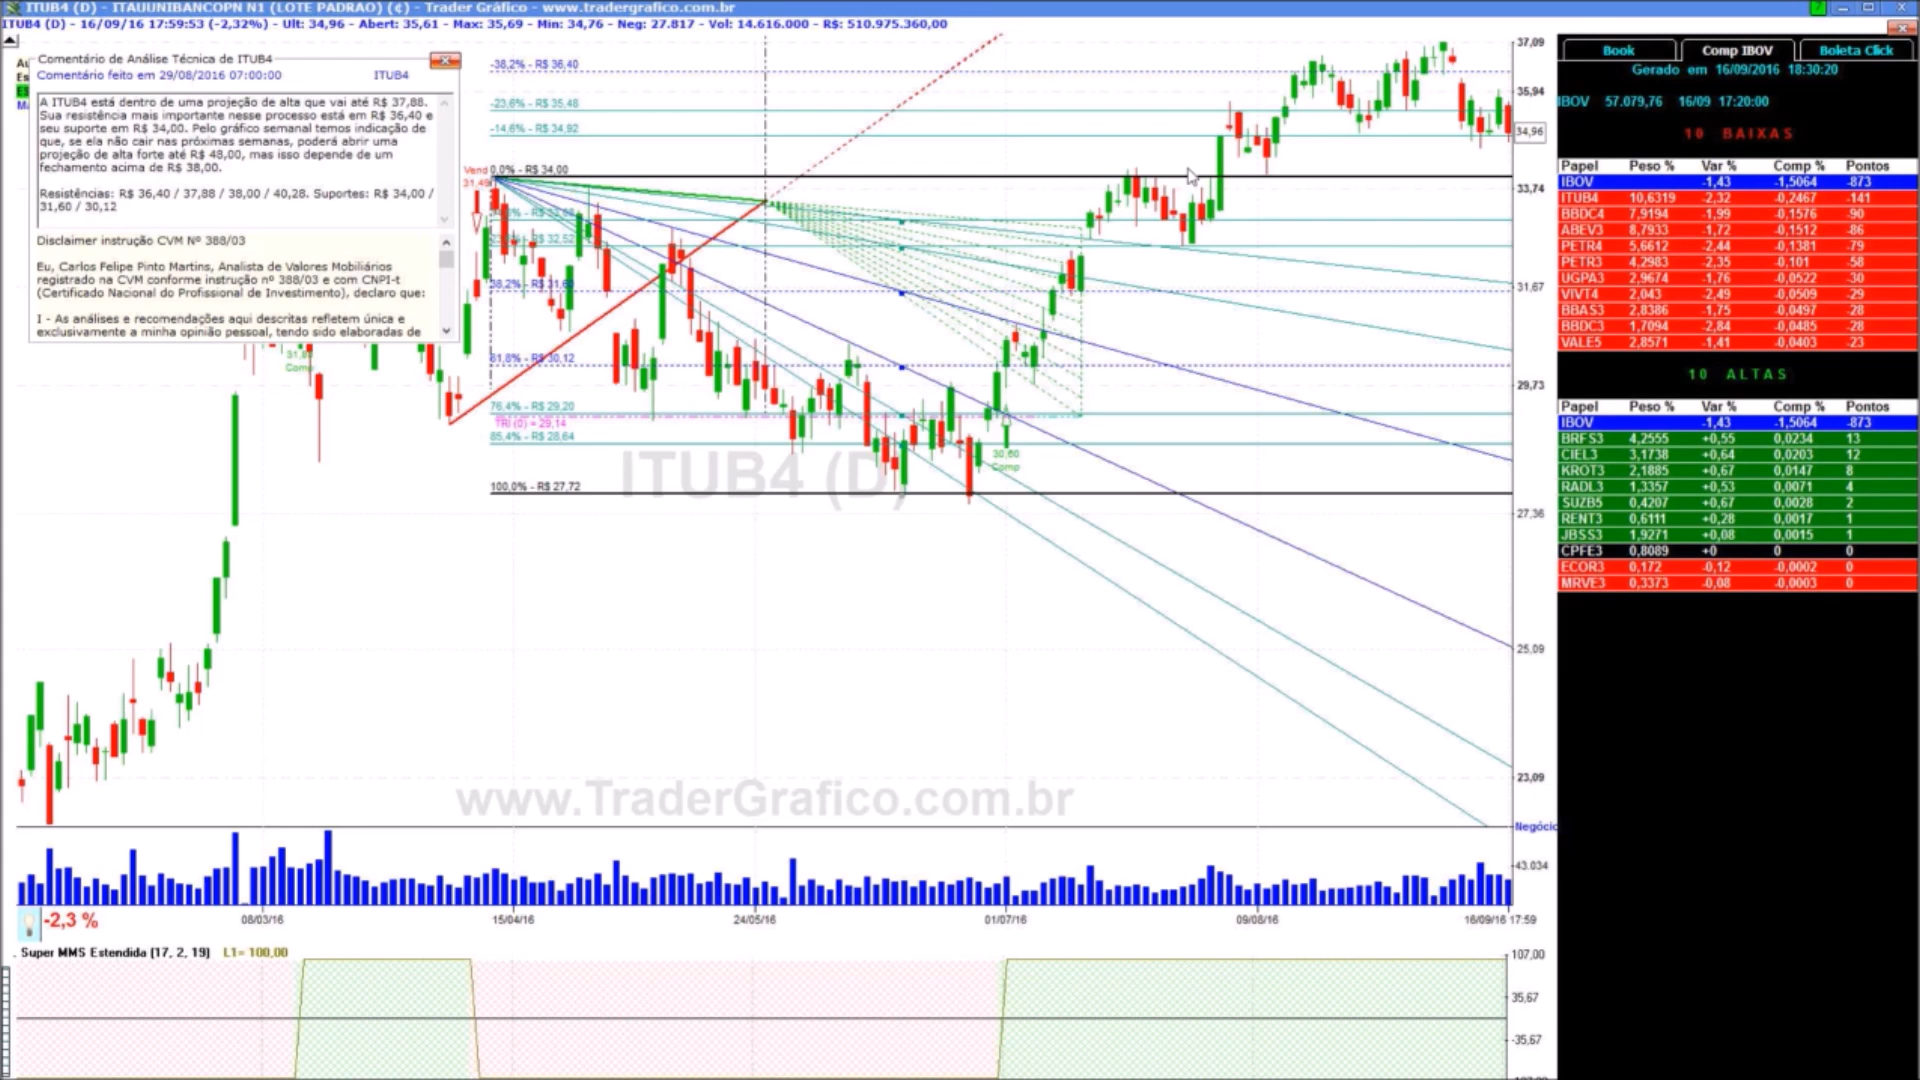 ITUB4 (D) - ITAUUNIBANCOPN N1 (LOTE PADRAO) (¢) - Trader Gráfico - www.tradergrafico.com.br
ITUB4 (D) - 16/09/16 17:59:53 (-2,32%) - Ult: 34,96 - Abert: 35,61 - Max: 35,69 - Min: 34,76 - Neg: 27.817 - Vol: 14.616.000 - R$: 510.975.360,00
Comentário de Análise Técnica de ITUB4
Comentário feito em 29/08/2016 07:00:00 ITUB4
A ITUB4 está dentro de uma projeção de alta que vai até R$ 37,88.
Sua resistência mais importante nesse processo está em R$ 36,40 e
seu suporte em R$ 34,00. Pelo gráfico semanal temos indicação de
que, se ela não cair nas próximas semanas, poderá abrir uma
projeção de alta forte até R$ 48,00, mas isso depende de um
fechamento acima de R$ 38,00.
Resistências: R$ 36,40 / 37,88 / 38,00 / 40,28. Suportes: R$ 34,00 /
31,60 / 30,12
Disclaimer instrução CVM Nº 388/03
Eu, Carlos Felipe Pinto Martins, Analista de Valores Mobiliários
registrado na CVM conforme instrução nº 388/03 e com CNPI-t
(Certificado Nacional do Profissional de Investimento), declaro que:
I - As análises e recomendações aqui descritas refletem única e
exclusivamente a minha opinião pessoal, tendo sido elaboradas de
-38,2% - R$ 36,40
-23,6% - R$ 35,48
-14,6% - R$ 34,92
Vend 0,0% - R$ 34,00
31,49
38,2% - R$ 31,60
61,8% - R$ 30,12
76,4% - R$ 29,20
TRI (0) = 29,14
85,4% - R$ 28,64
100,0% - R$ 27,72
Comp
30,60
Comp
ITUB4 (D)
www.TraderGrafico.com.br
37,09
35,94
34,96
33,74
31,67
29,73
27,36
25,09
23,09
Negócio
43.034
-2,3 %
08/03/16 15/04/16 24/05/16 01/07/16 09/08/16 16/09/16 17:59
Super MMS Estendida [17, 2, 19] L1= 100,00
107,00
35,67
-35,67
Book Comp IBOV Boleta Click
Gerado em 16/09/2016 18:30:20
IBOV 57.079,76 16/09 17:20:00
10 BAIXAS
Papel Peso % Var % Comp % Pontos
IBOV -1,43 -1,5064 -873
ITUB4 10,6319 -2,32 -0,2467 -141
BBDC4 7,9194 -1,99 -0,1576 -90
ABEV3 8,7933 -1,72 -0,1512 -86
PETR4 5,6612 -2,44 -0,1381 -79
PETR3 4,2983 -2,35 -0,101 -58
UGPA3 2,9674 -1,76 -0,0522 -30
VIVT4 2,043 -2,49 -0,0509 -29
BBAS3 2,8386 -1,75 -0,0497 -28
BBDC3 1,7094 -2,84 -0,0485 -28
VALE5 2,8571 -1,41 -0,0403 -23
10 ALTAS
Papel Peso % Var % Comp % Pontos
IBOV -1,43 -1,5064 -873
BRFS3 4,2555 +0,55 0,0234 13
CIEL3 3,1738 +0,64 0,0203 12
KROT3 2,1885 +0,67 0,0147 8
RADL3 1,3357 +0,53 0,0071 4
SUZB5 0,4207 +0,67 0,0028 2
RENT3 0,6111 +0,28 0,0017 1
JBSS3 1,9271 +0,08 0,0015 1
CPFE3 0,8089 +0 0 0
ECOR3 0,172 -0,12 -0,0002 0
MRVE3 0,3373 -0,08 -0,0003 0